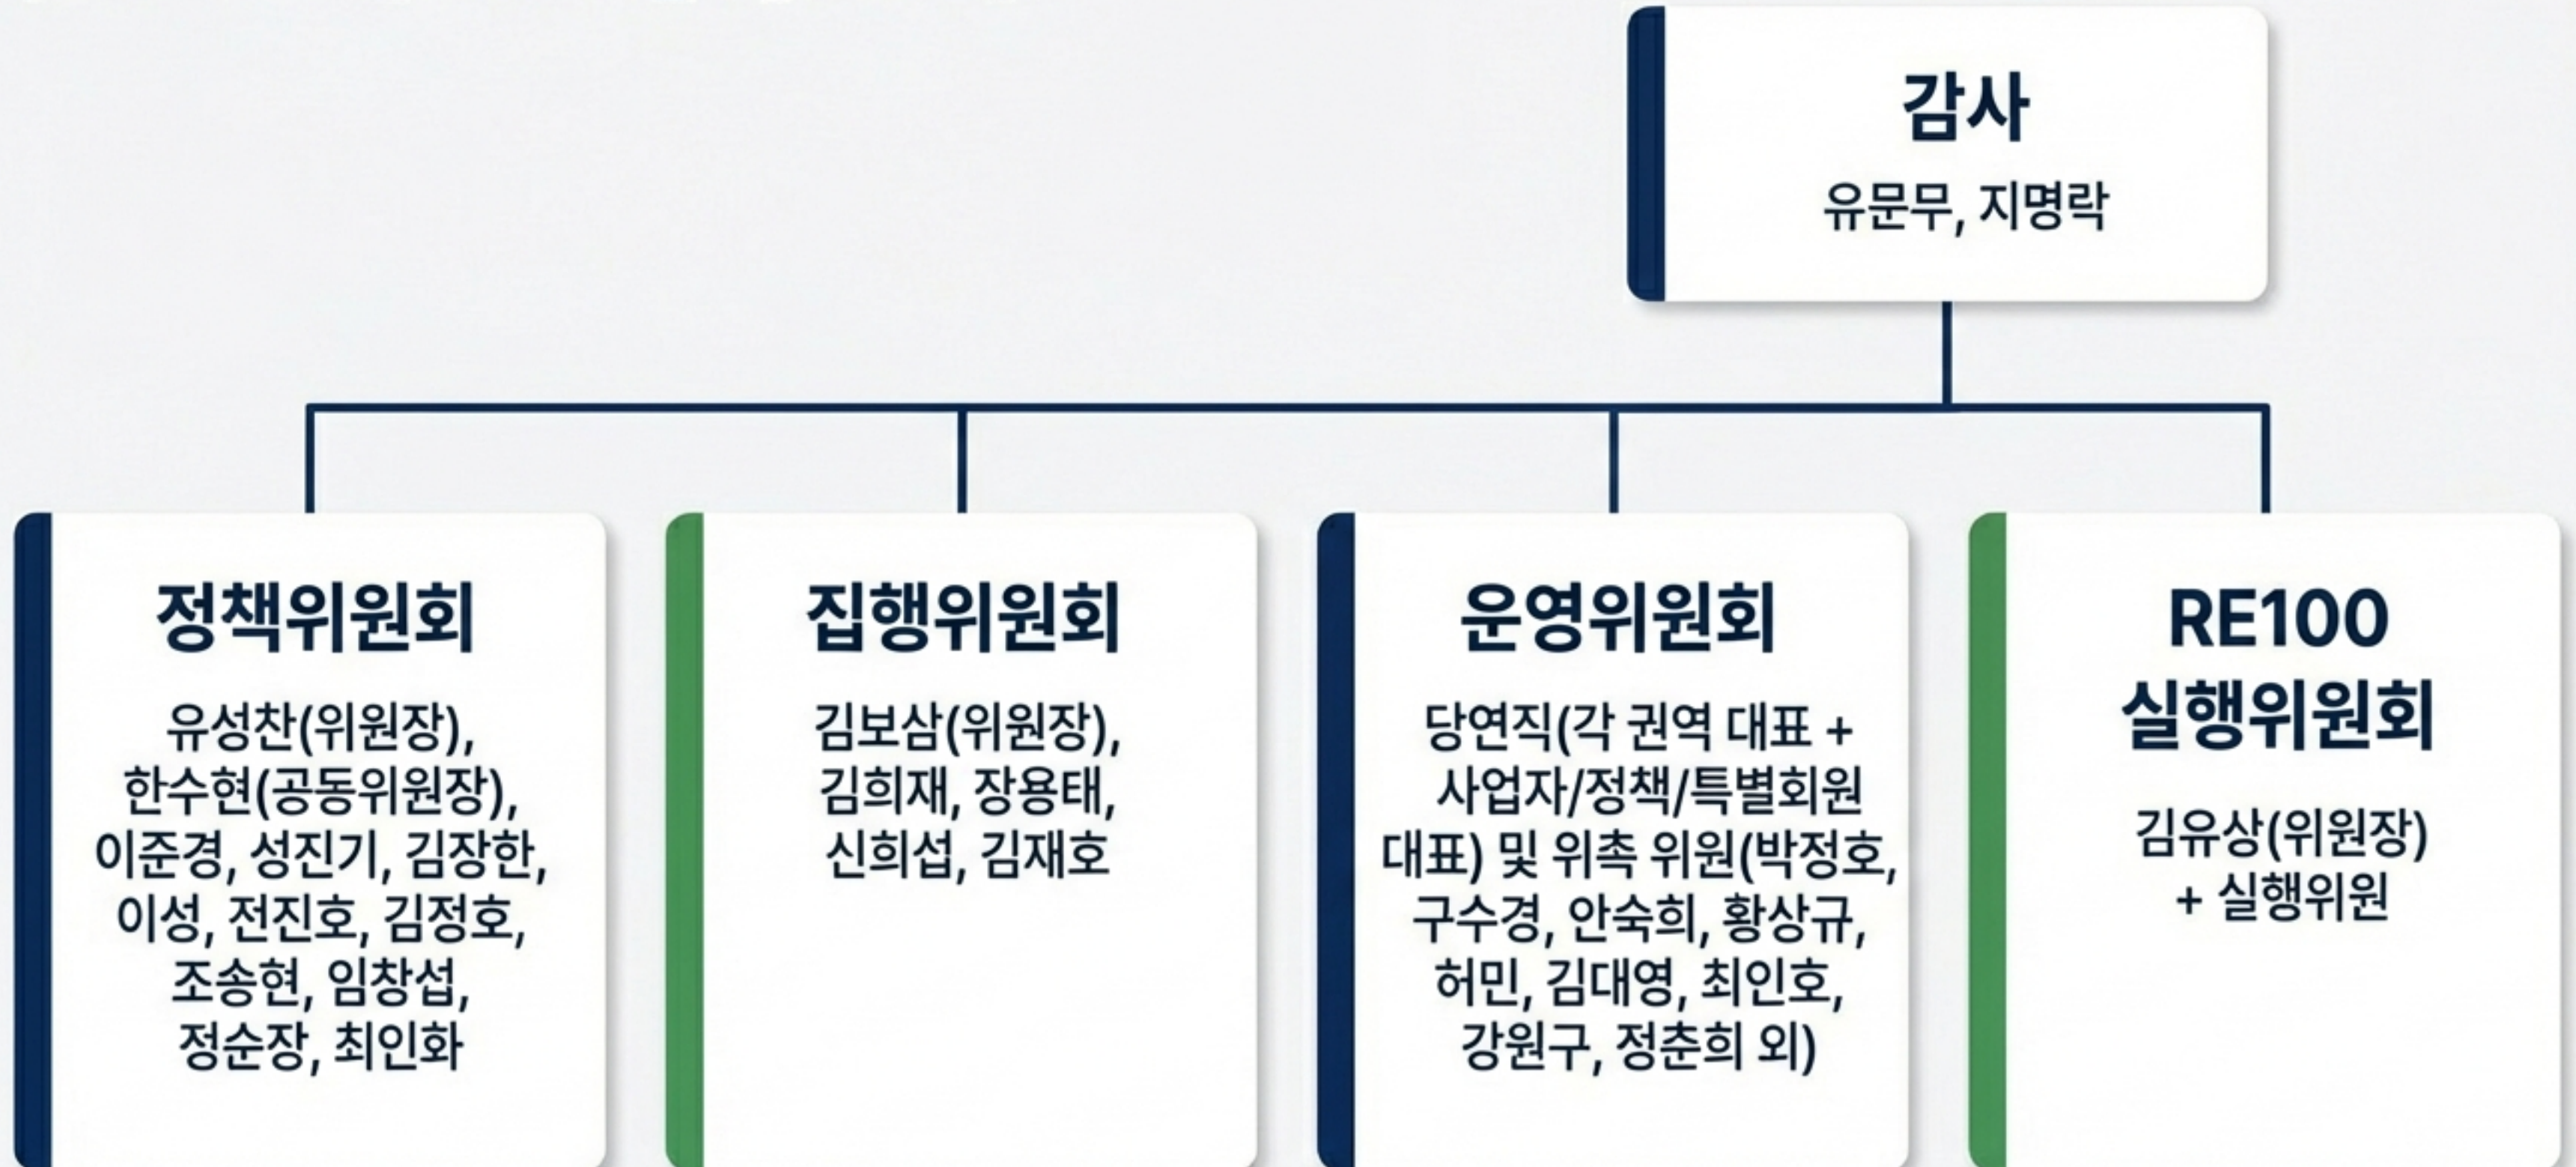 감사
유문무, 지명락
정책위원회
유성찬(위원장),
한수현(공동위원장),
이준경, 성진기, 김장한,
이성, 전진호, 김정호,
조송현, 임창섭,
정순장, 최인화
집행위원회
김보삼(위원장),
김희재, 장용태,
신희섭, 김재호
운영위원회
당연직(각 권역 대표 +
사업자/정책/특별회원
대표) 및 위촉 위원(박정호,
구수경, 안숙희, 황상규,
허민, 김대영, 최인호,
강원구, 정춘희 외)
RE100
실행위원회
김유상(위원장)
+ 실행위원